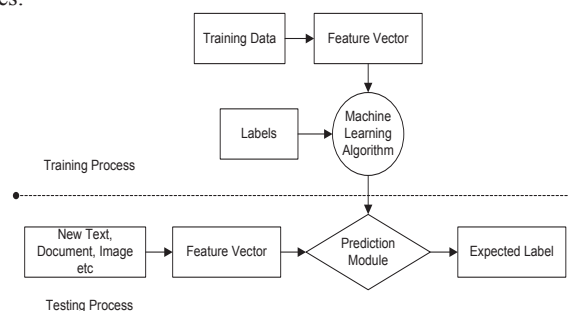 es.
Training Data
Feature Vector
Labels
Machine
Learning
Algorithm
Training Process
New Text,
Document, Image
etc
Feature Vector
Prediction
Module
Expected Label
Testing Process